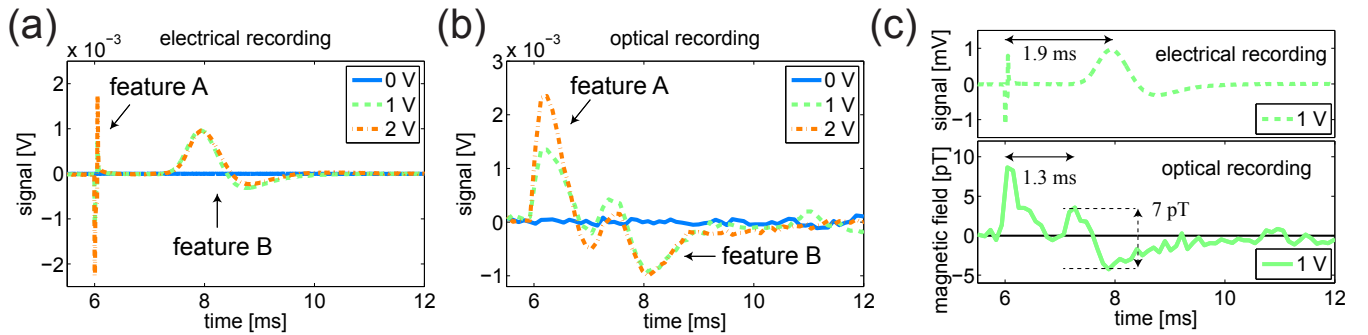 (a)
electrical recording
x 10⁻³
signal [V]
2
1
0
−1
−2
feature A
feature B
0 V
1 V
2 V
6
8
10
12
time [ms]
(b)
optical recording
x 10⁻³
signal [V]
3
2
1
0
−1
feature A
feature B
0 V
1 V
2 V
6
8
10
12
time [ms]
(c)
signal [mV]
1
0
−1
1.9 ms
electrical recording
1 V
magnetic field [pT]
10
5
0
−5
1.3 ms
optical recording
7 pT
1 V
6
8
10
12
time [ms]